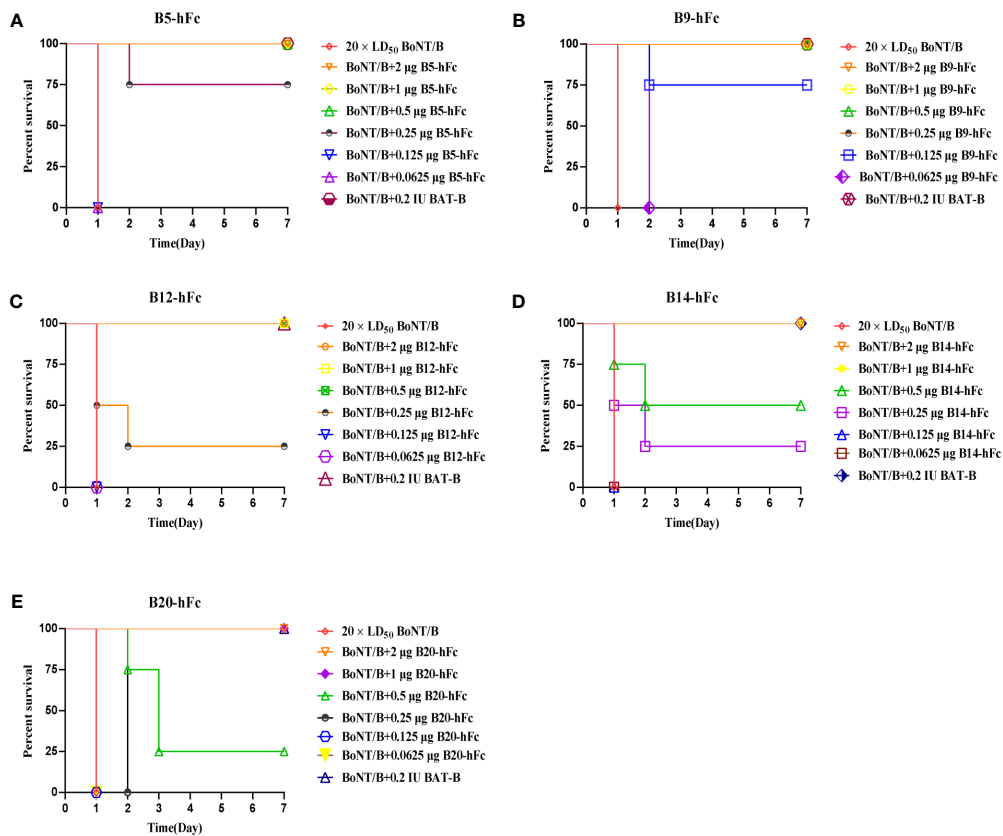 A
B5-hFc
Percent survival
100
75
50
25
0
0 1 2 3 4 5 6 7
Time(Day)
20 × LD50 BoNT/B
BoNT/B+2 µg B5-hFc
BoNT/B+1 µg B5-hFc
BoNT/B+0.5 µg B5-hFc
BoNT/B+0.25 µg B5-hFc
BoNT/B+0.125 µg B5-hFc
BoNT/B+0.0625 µg B5-hFc
BoNT/B+0.2 IU BAT-B
B
B9-hFc
Percent survival
100
75
50
25
0
0 1 2 3 4 5 6 7
Time(Day)
20 × LD50 BoNT/B
BoNT/B+2 µg B9-hFc
BoNT/B+1 µg B9-hFc
BoNT/B+0.5 µg B9-hFc
BoNT/B+0.25 µg B9-hFc
BoNT/B+0.125 µg B9-hFc
BoNT/B+0.0625 µg B9-hFc
BoNT/B+0.2 IU BAT-B
C
B12-hFc
Percent survival
100
75
50
25
0
0 1 2 3 4 5 6 7
Time(Day)
20 × LD50 BoNT/B
BoNT/B+2 µg B12-hFc
BoNT/B+1 µg B12-hFc
BoNT/B+0.5 µg B12-hFc
BoNT/B+0.25 µg B12-hFc
BoNT/B+0.125 µg B12-hFc
BoNT/B+0.0625 µg B12-hFc
BoNT/B+0.2 IU BAT-B
D
B14-hFc
Percent survival
100
75
50
25
0
0 1 2 3 4 5 6 7
Time(Day)
20 × LD50 BoNT/B
BoNT/B+2 µg B14-hFc
BoNT/B+1 µg B14-hFc
BoNT/B+0.5 µg B14-hFc
BoNT/B+0.25 µg B14-hFc
BoNT/B+0.125 µg B14-hFc
BoNT/B+0.0625 µg B14-hFc
BoNT/B+0.2 IU BAT-B
E
B20-hFc
Percent survival
100
75
50
25
0
0 1 2 3 4 5 6 7
Time(Day)
20 × LD50 BoNT/B
BoNT/B+2 µg B20-hFc
BoNT/B+1 µg B20-hFc
BoNT/B+0.5 µg B20-hFc
BoNT/B+0.25 µg B20-hFc
BoNT/B+0.125 µg B20-hFc
BoNT/B+0.0625 µg B20-hFc
BoNT/B+0.2 IU BAT-B